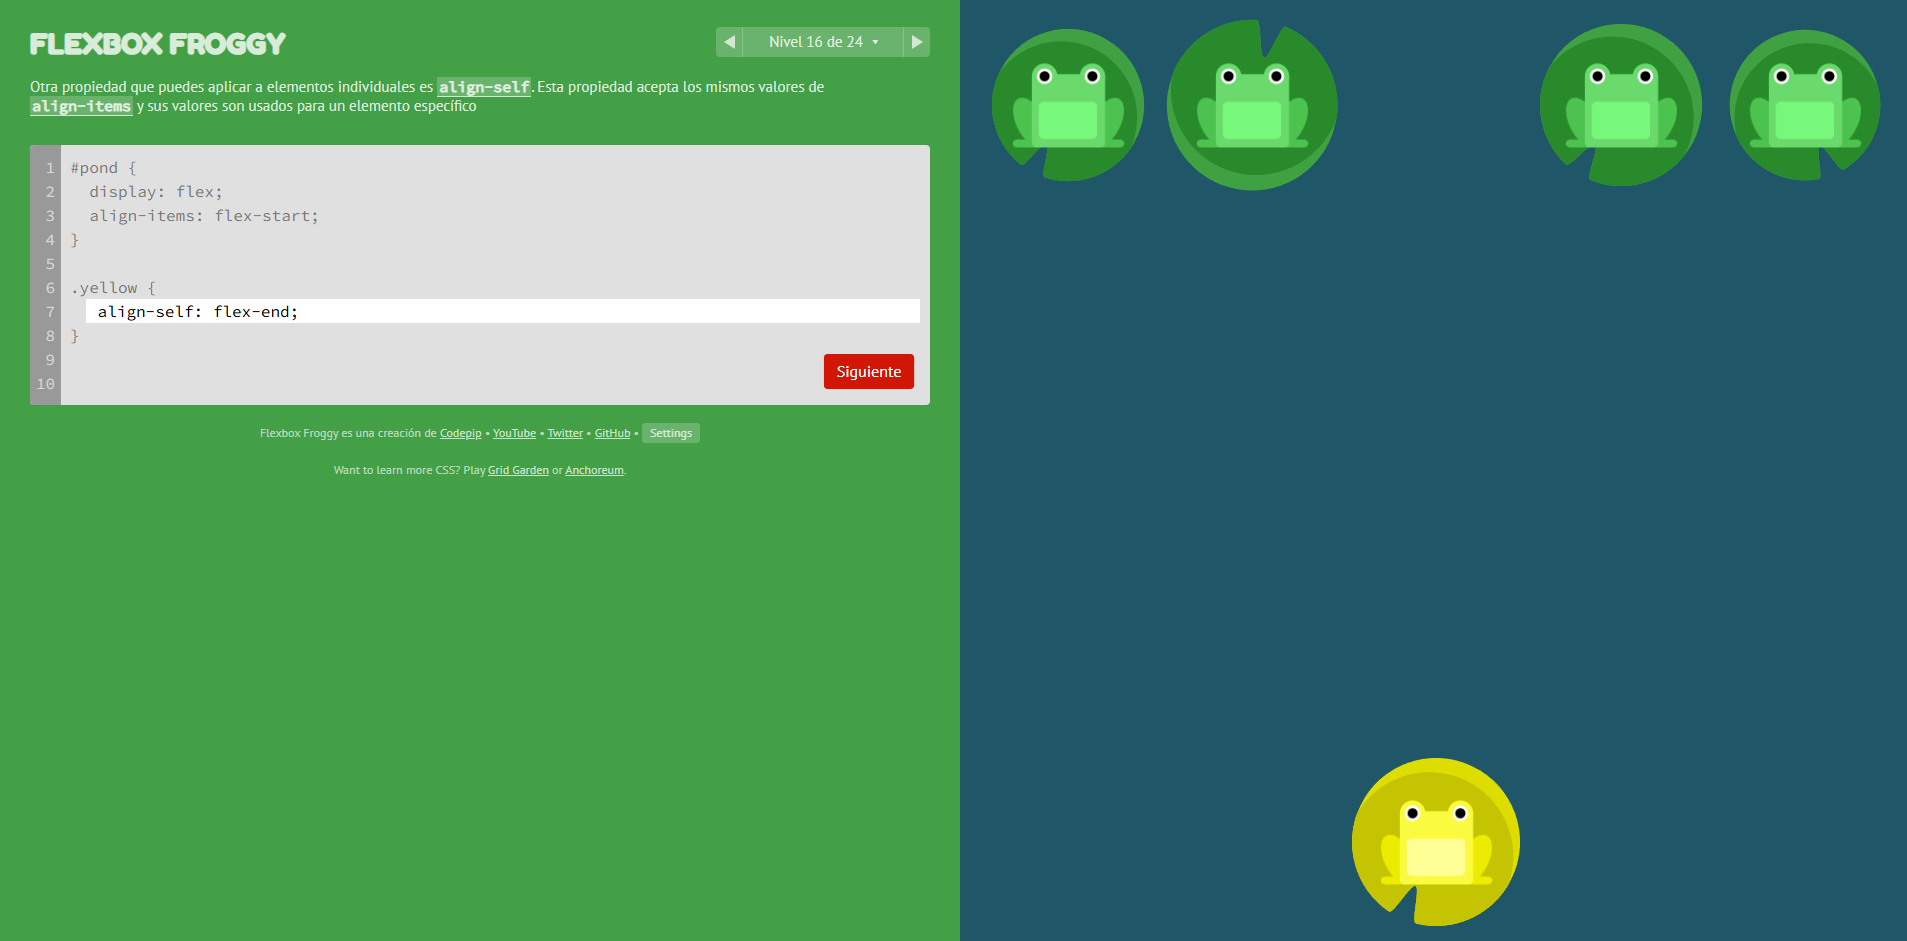 FLEXBOX FROGGY
Nivel 16 de 24
Otra propiedad que puedes aplicar a elementos individuales es align-self. Esta propiedad acepta los mismos valores de
align-items y sus valores son usados para un elemento específico
1 #pond {
2 display: flex;
3 align-items: flex-start;
4 }
5
6 .yellow {
7 align-self: flex-end;
8 }
9
10
Siguiente
Flexbox Froggy es una creación de Codepip • YouTube • Twitter • GitHub • Settings
Want to learn more CSS? Play Grid Garden or Anchoreum.